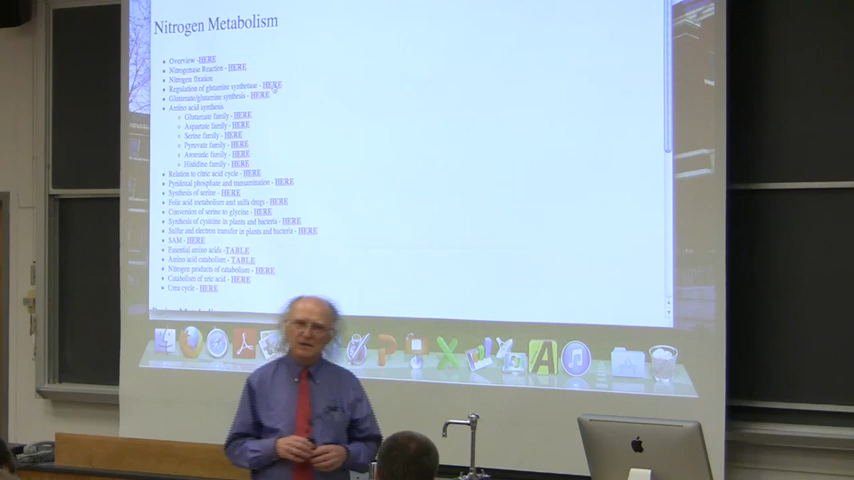 Nitrogen Metabolism
• Overview - HERE
• Nitrogenase Reaction - HERE
• Nitrogen fixation
• Regulation of glutamine synthetase - HERE
• Glutamate/glutamine synthesis - HERE
• Amino acid synthesis
○ Glutamate family - HERE
○ Aspartate family - HERE
○ Serine family - HERE
○ Pyruvate family - HERE
○ Aromatic family - HERE
○ Histidine family - HERE
• Relation to citric acid cycle - HERE
• Pyridoxal phosphate and transamination - HERE
• Synthesis of serine - HERE
• Folic acid metabolism and sulfa drugs - HERE
• Conversion of serine to glycine - HERE
• Synthesis of cysteine in plants and bacteria - HERE
• Sulfur and electron transfer in plants and bacteria - HERE
• SAM - HERE
• Essential amino acids - TABLE
• Amino acid catabolism - TABLE
• Nitrogen products of catabolism - HERE
• Catabolism of uric acid - HERE
• Urea cycle - HERE